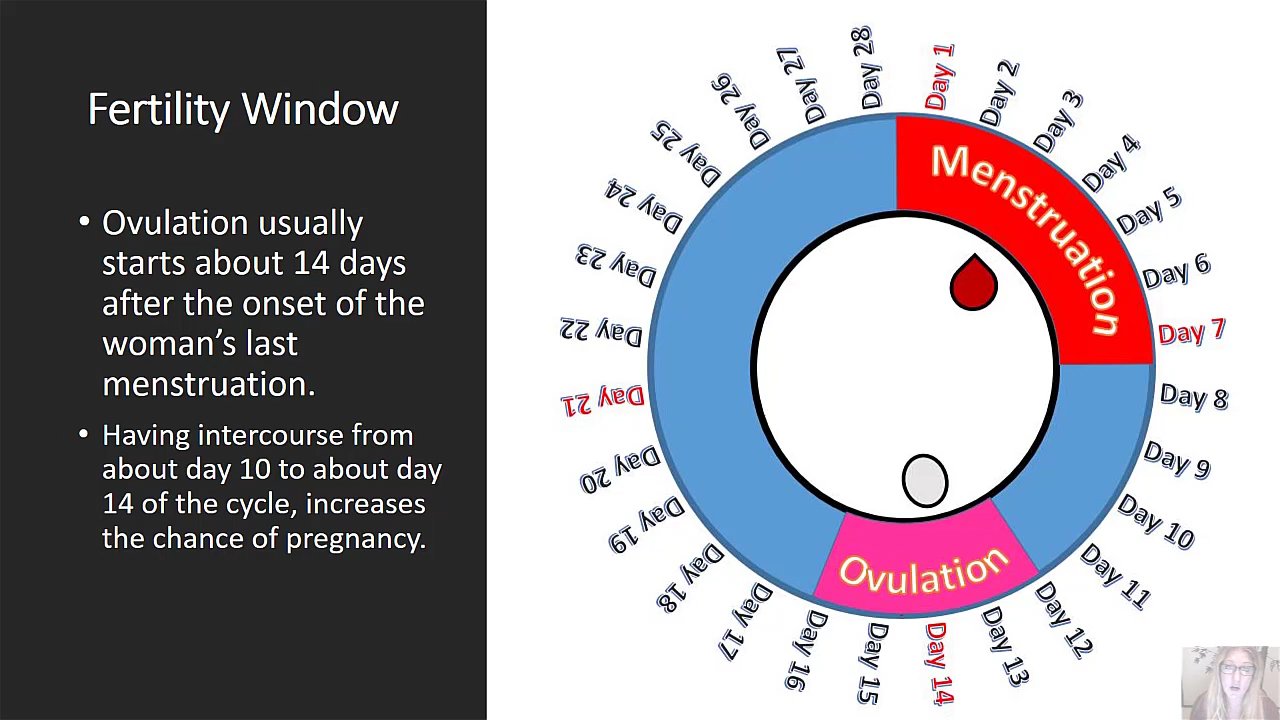 Fertility Window
• Ovulation usually
starts about 14 days
after the onset of the
woman’s last
menstruation.
• Having intercourse from
about day 10 to about day
14 of the cycle, increases
the chance of pregnancy.
Day 1
Day 2
Day 3
Day 4
Day 5
Day 6
Day 7
Day 8
Day 9
Day 10
Day 11
Day 12
Day 13
Day 14
Day 15
Day 16
Day 17
Day 18
Day 19
Day 20
Day 21
Day 22
Day 23
Day 24
Day 25
Day 26
Day 27
Day 28
Menstruation
Ovulation